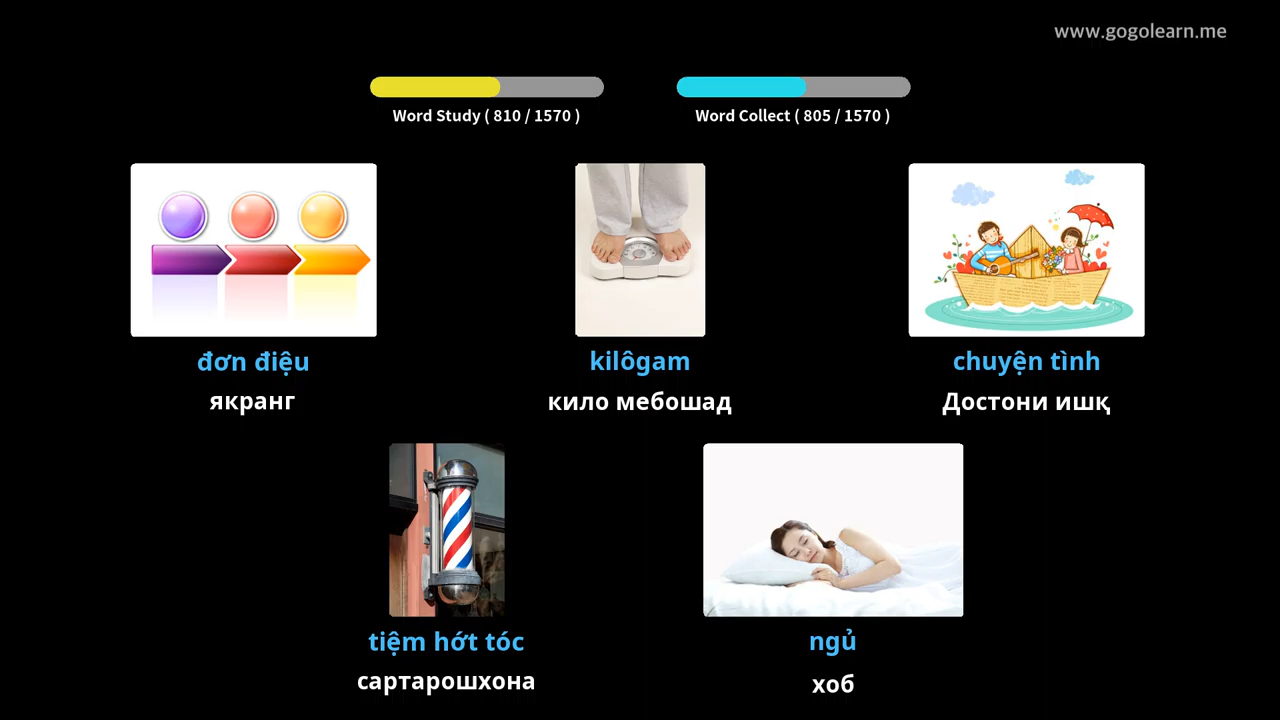 www.gogolearn.me
Word Study ( 810 / 1570 )
Word Collect ( 805 / 1570 )
đơn điệu
якранг
kilôgam
кило мебошад
chuyện tình
Достони ишқ
tiệm hớt tóc
сартарошхона
ngủ
хоб